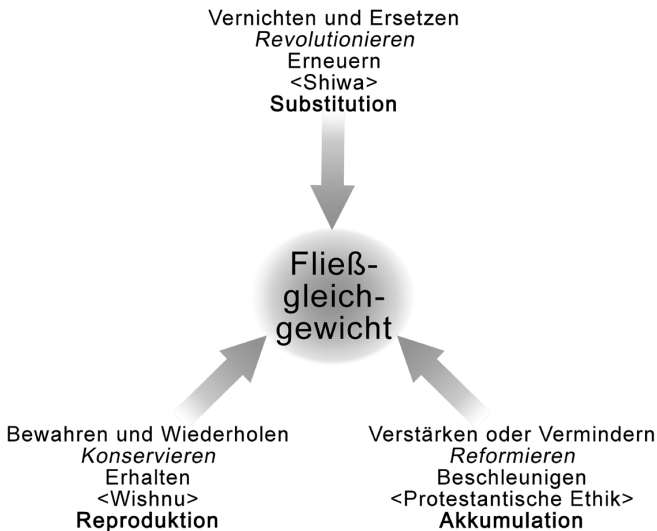 Vernichten und Ersetzen
Revolutionieren
Erneuern
<Shiwa>
Substitution
Fließ-
gleich-
gewicht
Bewahren und Wiederholen
Konservieren
Erhalten
<Wishnu>
Reproduktion
Verstärken oder Vermindern
Reformieren
Beschleunigen
<Protestantische Ethik>
Akkumulation